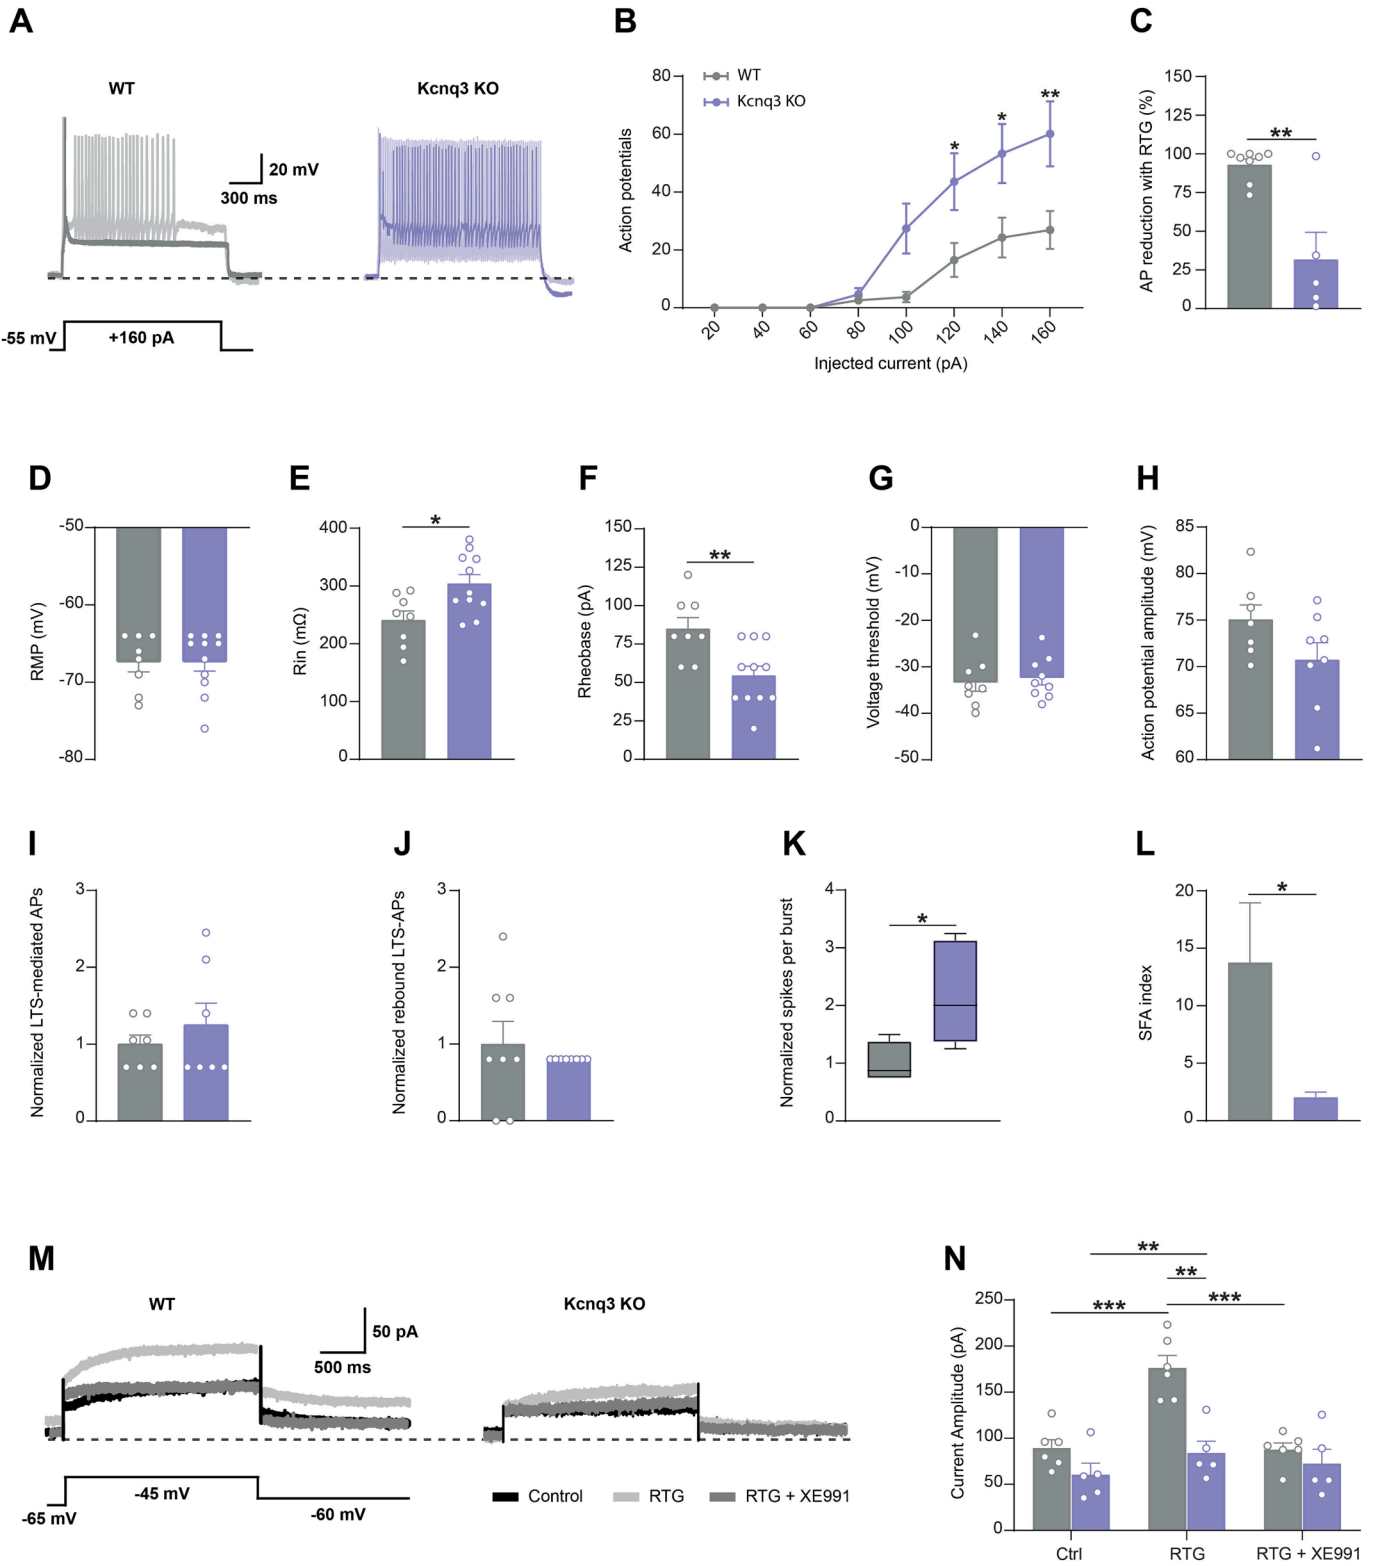 A
WT
Kcnq3 KO
20 mV
300 ms
-55 mV
+160 pA
B
WT
Kcnq3 KO
Action potentials
80
60
40
20
0
*
*
**
20
40
60
80
100
120
140
160
Injected current (pA)
C
AP reduction with RTG (%)
150
125
100
75
50
25
0
**
D
RMP (mV)
-50
-60
-70
-80
E
Rin (mΩ)
400
300
200
100
0
*
F
Rheobase (pA)
150
125
100
75
50
25
0
**
G
Voltage threshold (mV)
0
-10
-20
-30
-40
-50
H
Action potential amplitude (mV)
85
80
75
70
65
60
I
Normalized LTS-mediated APs
3
2
1
0
J
Normalized rebound LTS-APs
3
2
1
0
K
Normalized spikes per burst
4
3
2
1
0
*
L
SFA index
20
15
10
5
0
*
M
WT
Kcnq3 KO
50 pA
500 ms
-65 mV
-45 mV
-60 mV
Control
RTG
RTG + XE991
N
Current Amplitude (pA)
250
200
150
100
50
0
**
**
***
***
Ctrl
RTG
RTG + XE991